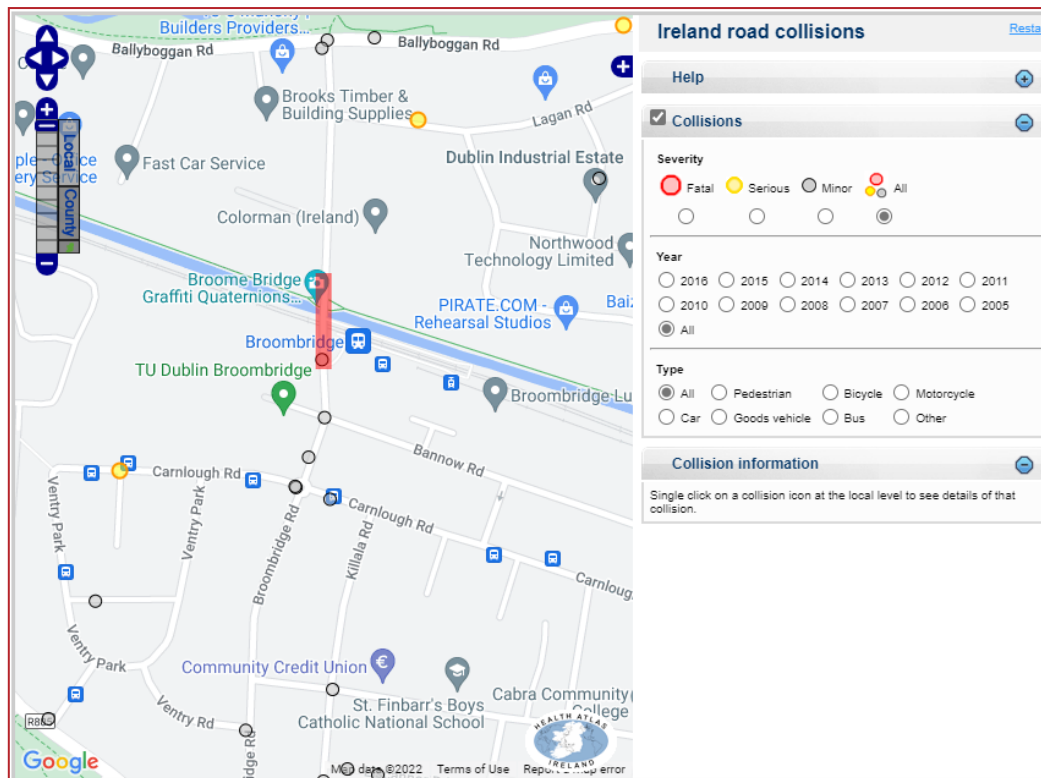 Builders Providers...
Ballyboggan Rd
Ballyboggan Rd
Brooks Timber &
Building Supplies
Lagan Rd
Local
County
Fast Car Service
Dublin Industrial Estate
Colorman (Ireland)
Northwood
Technology Limited
Broome Bridge
Graffiti Quaternions...
PIRATE.COM -
Rehearsal Studios
Broombridge
TU Dublin Broombridge
Broombridge Lu
Bannow Rd
Carnlough Rd
Carnlough Rd
Carnloug
Ventry Park
Ventry Park
Broombridge Rd
Killala Rd
Ventry Park
Community Credit Union
St. Finbarr's Boys
Catholic National School
Cabra Community
College
Ventry Rd
R805
HEALTH ATLAS
IRELAND
Google
Map data ©2022 Terms of Use
Ireland road collisions
Resta
Help
Collisions
Severity
Fatal Serious Minor All
Year
2016 2015 2014 2013 2012 2011
2010 2009 2008 2007 2006 2005
All
Type
All Pedestrian Bicycle Motorcycle
Car Goods vehicle Bus Other
Collision information
Single click on a collision icon at the local level to see details of that
collision.